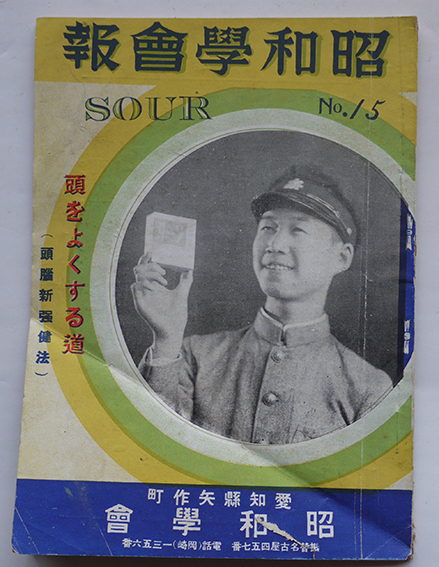 昭和學會報
SOUR No.15
頭をよくする道
(頭腦新强健法)
愛知縣矢作町
昭和學會
振替名古屋四五七番 電話(岡崎)一三五六番